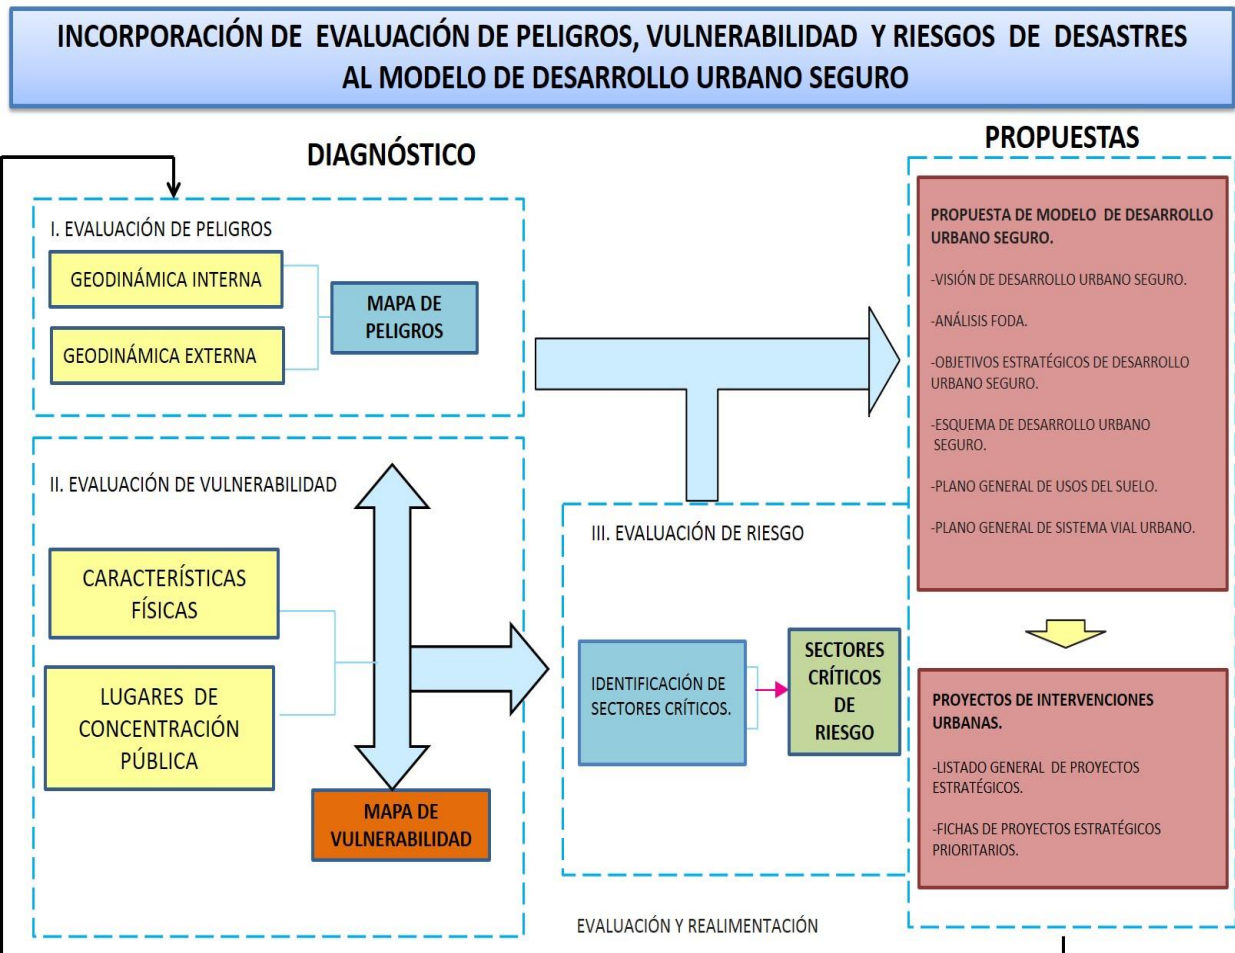 INCORPORACIÓN DE EVALUACIÓN DE PELIGROS, VULNERABILIDAD Y RIESGOS DE DESASTRES
AL MODELO DE DESARROLLO URBANO SEGURO
DIAGNÓSTICO
I. EVALUACIÓN DE PELIGROS
GEODINÁMICA INTERNA
GEODINÁMICA EXTERNA
MAPA DE
PELIGROS
II. EVALUACIÓN DE VULNERABILIDAD
CARACTERÍSTICAS
FÍSICAS
LUGARES DE
CONCENTRACIÓN
PÚBLICA
MAPA DE
VULNERABILIDAD
III. EVALUACIÓN DE RIESGO
IDENTIFICACIÓN DE
SECTORES CRÍTICOS.
SECTORES
CRÍTICOS
DE
RIESGO
EVALUACIÓN Y REALIMENTACIÓN
PROPUESTAS
PROPUESTA DE MODELO DE DESARROLLO
URBANO SEGURO.
-VISIÓN DE DESARROLLO URBANO SEGURO.
-ANÁLISIS FODA.
-OBJETIVOS ESTRATÉGICOS DE DESARROLLO
URBANO SEGURO.
-ESQUEMA DE DESARROLLO URBANO
SEGURO.
-PLANO GENERAL DE USOS DEL SUELO.
-PLANO GENERAL DE SISTEMA VIAL URBANO.
PROYECTOS DE INTERVENCIONES
URBANAS.
-LISTADO GENERAL DE PROYECTOS
ESTRATÉGICOS.
-FICHAS DE PROYECTOS ESTRATÉGICOS
PRIORITARIOS.